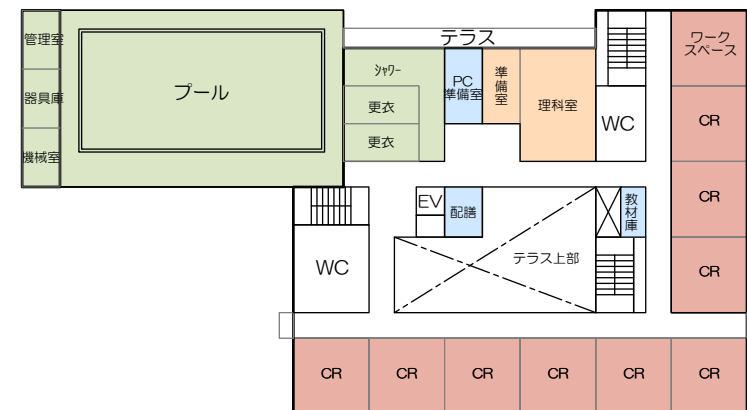 管理室
器具庫
機械室
プール
テラス
シャワー
更衣
更衣
PC
準備室
準備室
理科室
WC
ワーク
スペース
CR
CR
CR
WC
EV
配膳
テラス上部
教材庫
CR
CR
CR
CR
CR
CR